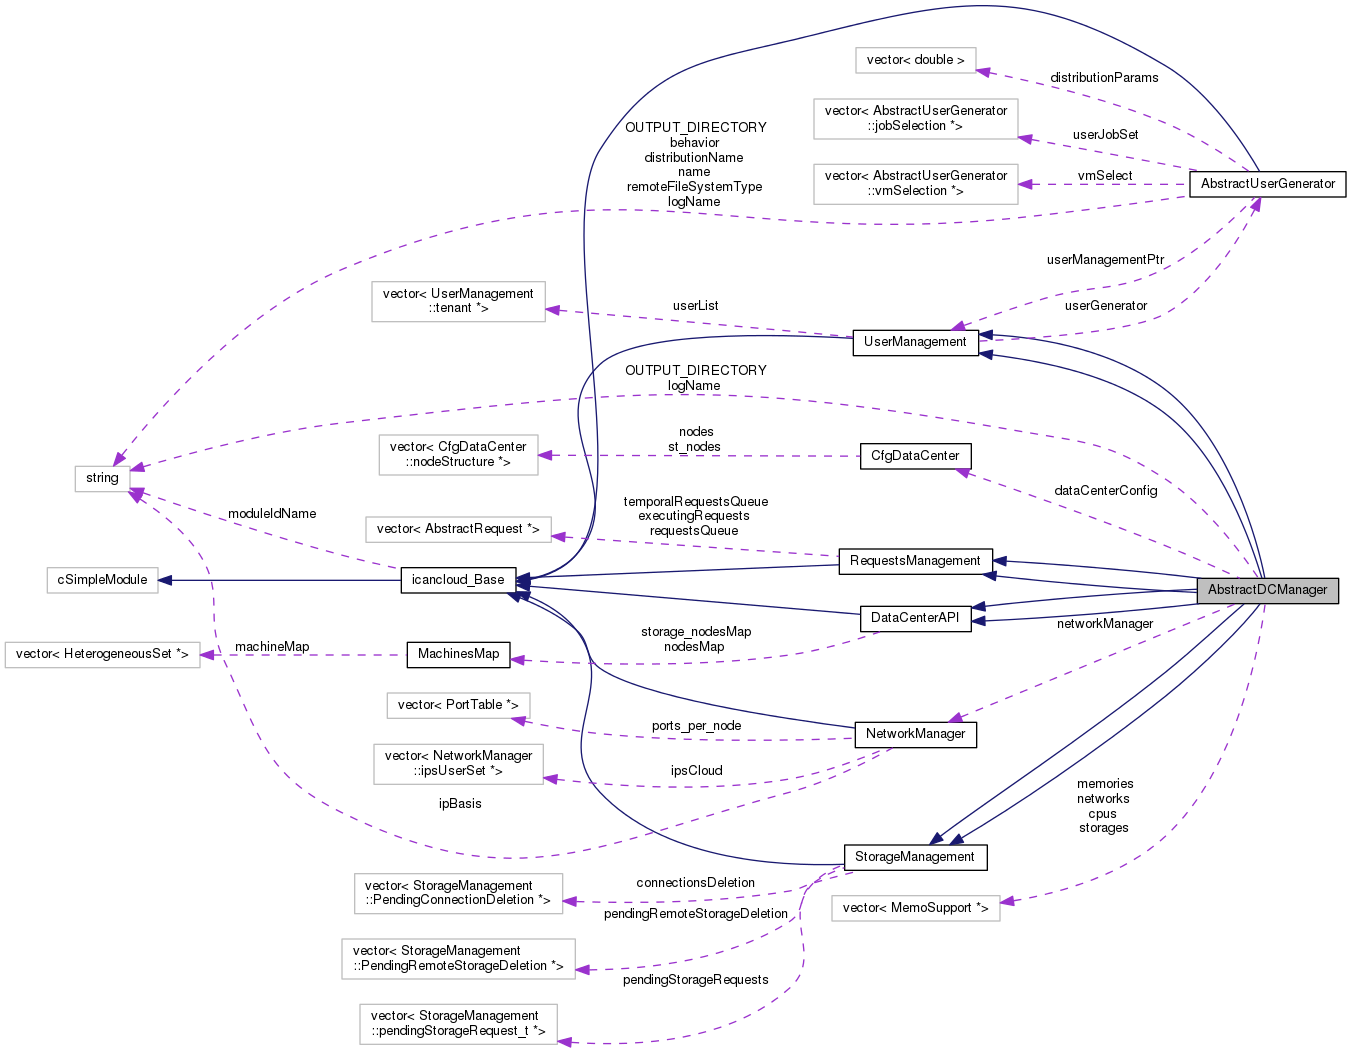 vector< double >
distributionParams
vector< AbstractUserGenerator
::jobSelection *>
userJobSet
OUTPUT_DIRECTORY
behavior
distributionName
name
remoteFileSystemType
logName
vector< AbstractUserGenerator
::vmSelection *>
vmSelect
AbstractUserGenerator
userManagementPtr
vector< UserManagement
::tenant *>
userList
userGenerator
UserManagement
OUTPUT_DIRECTORY
logName
vector< CfgDataCenter
::nodeStructure *>
nodes
st_nodes
CfgDataCenter
string
dataCenterConfig
moduleIdName
vector< AbstractRequest *>
temporalRequestsQueue
executingRequests
requestsQueue
RequestsManagement
cSimpleModule
icancloud_Base
AbstractDCManager
DataCenterAPI
networkManager
vector< HeterogeneousSet *>
machineMap
MachinesMap
storage_nodesMap
nodesMap
vector< PortTable *>
ports_per_node
NetworkManager
vector< NetworkManager
::ipsUserSet *>
ipsCloud
ipBasis
memories
networks
cpus
storages
StorageManagement
vector< StorageManagement
::PendingConnectionDeletion *>
connectionsDeletion
pendingRemoteStorageDeletion
vector< MemoSupport *>
vector< StorageManagement
::PendingRemoteStorageDeletion *>
pendingStorageRequests
vector< StorageManagement
::pendingStorageRequest_t *>